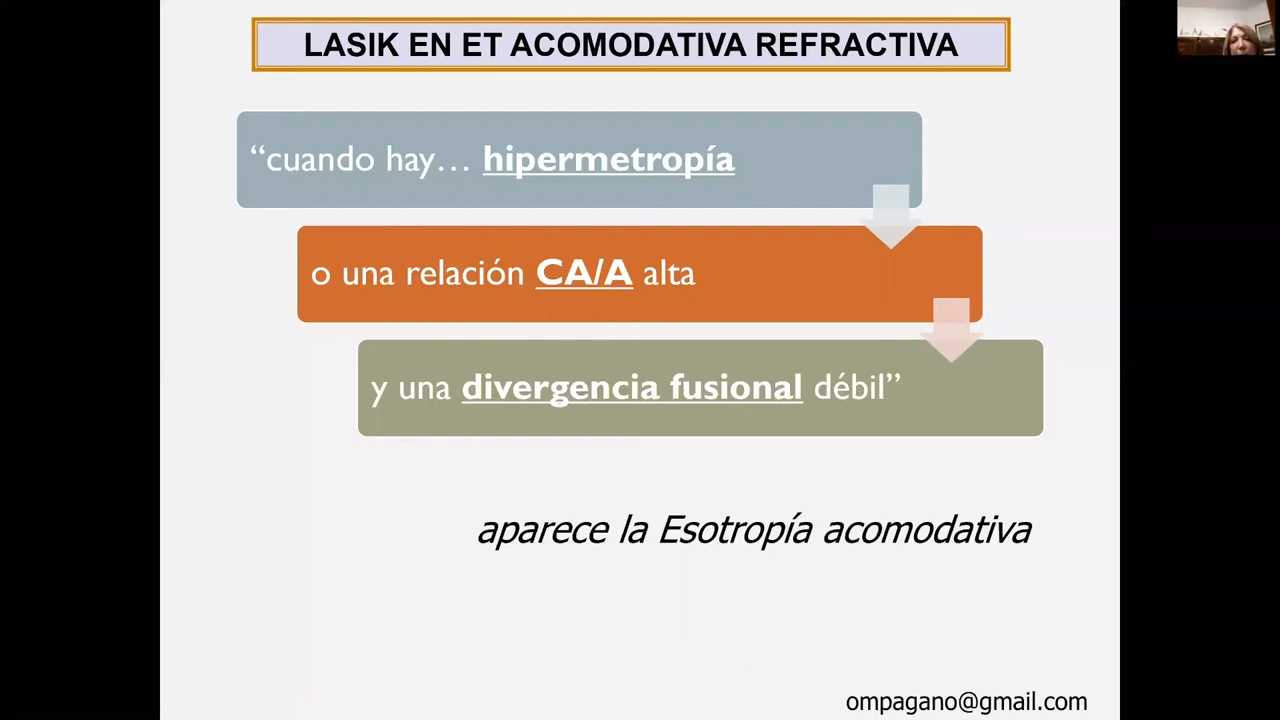 LASIK EN ET ACOMODATIVA REFRACTIVA
“cuando hay... hipermetropía
o una relación CA/A alta
y una divergencia fusional débil”
aparece la Esotropía acomodativa
ompagano@gmail.com